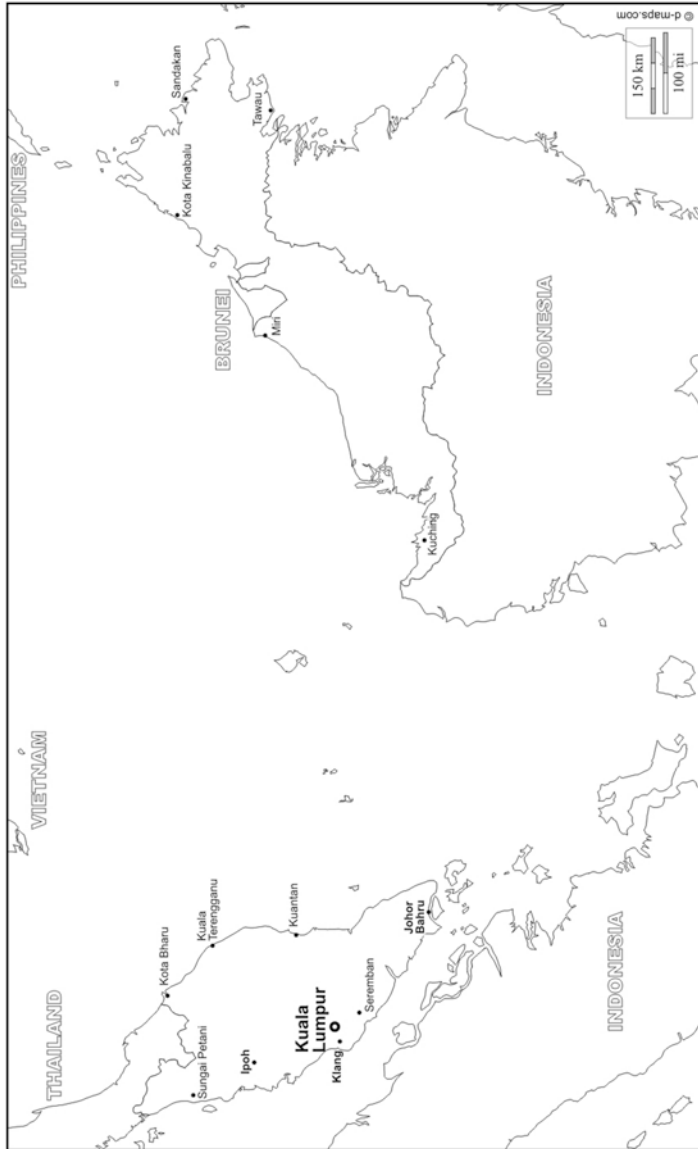 THAILAND
VIETNAM
PHILIPPINES
Kota Bharu
Sungai Petani
Kuala
Terengganu
Ipoh
Kuantan
Kuala
Lumpur
Klang
Seremban
Johor
Bahru
INDONESIA
Kota Kinabalu
Sandakan
BRUNEI
Miri
Tawau
Kuching
INDONESIA
150 km
100 mi
© d-maps.com